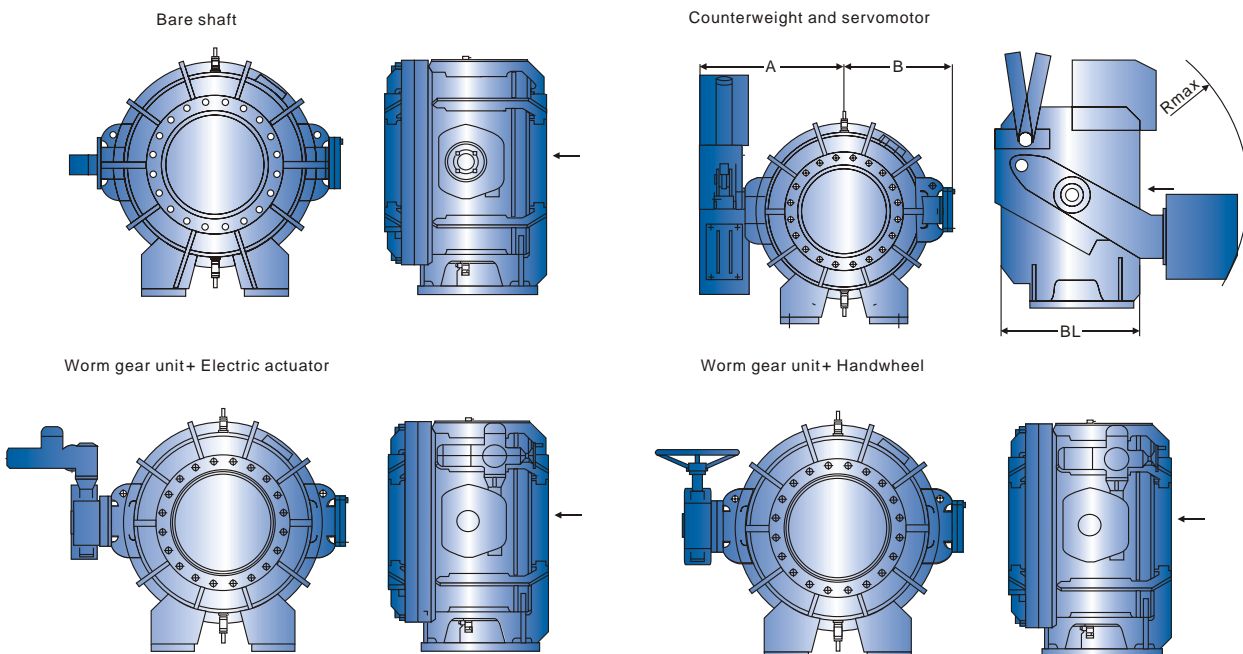 Bare shaft
Counterweight and servomotor
A
B
Rmax
BL
Worm gear unit+ Electric actuator
Worm gear unit+ Handwheel